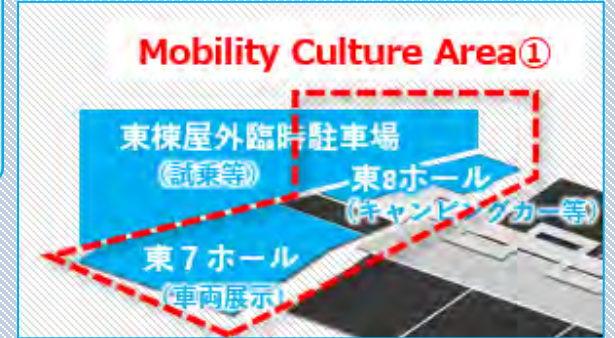 Mobility Culture Area①
東棟屋外臨時駐車場
(試乗等)
東8ホール
(キャンピングカー等)
東7ホール
(車両展示)